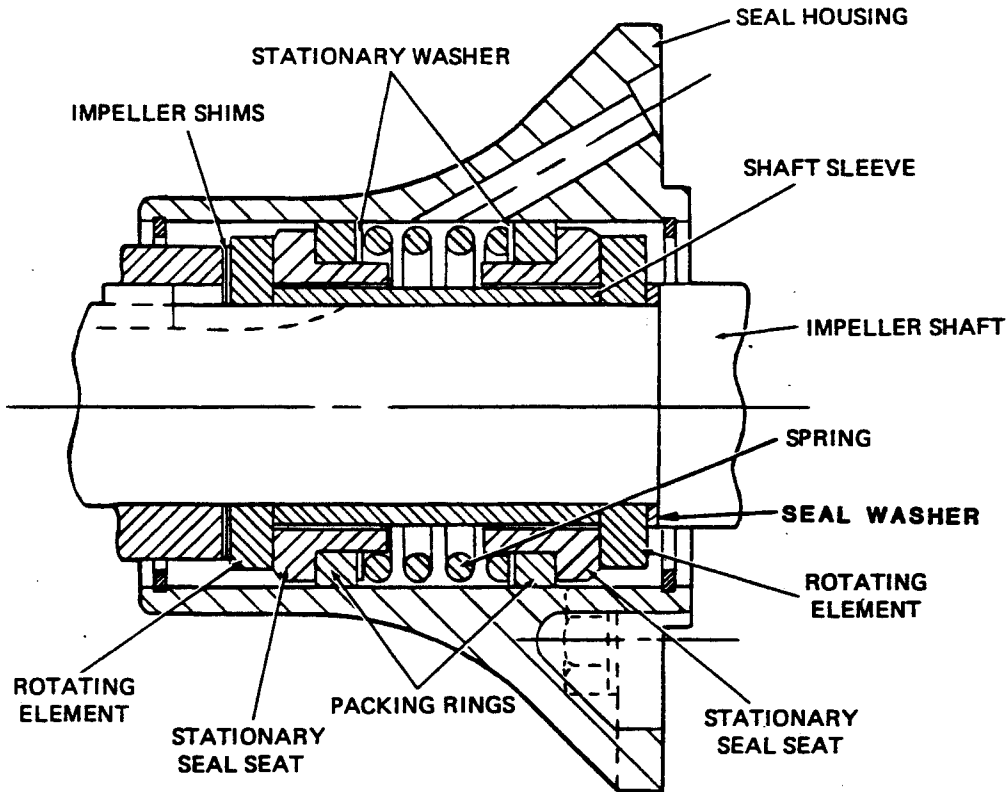 SEAL HOUSING
STATIONARY WASHER
IMPELLER SHIMS
SHAFT SLEEVE
IMPELLER SHAFT
SPRING
SEAL WASHER
ROTATING
ELEMENT
ROTATING
ELEMENT
PACKING RINGS
STATIONARY
SEAL SEAT
STATIONARY
SEAL SEAT